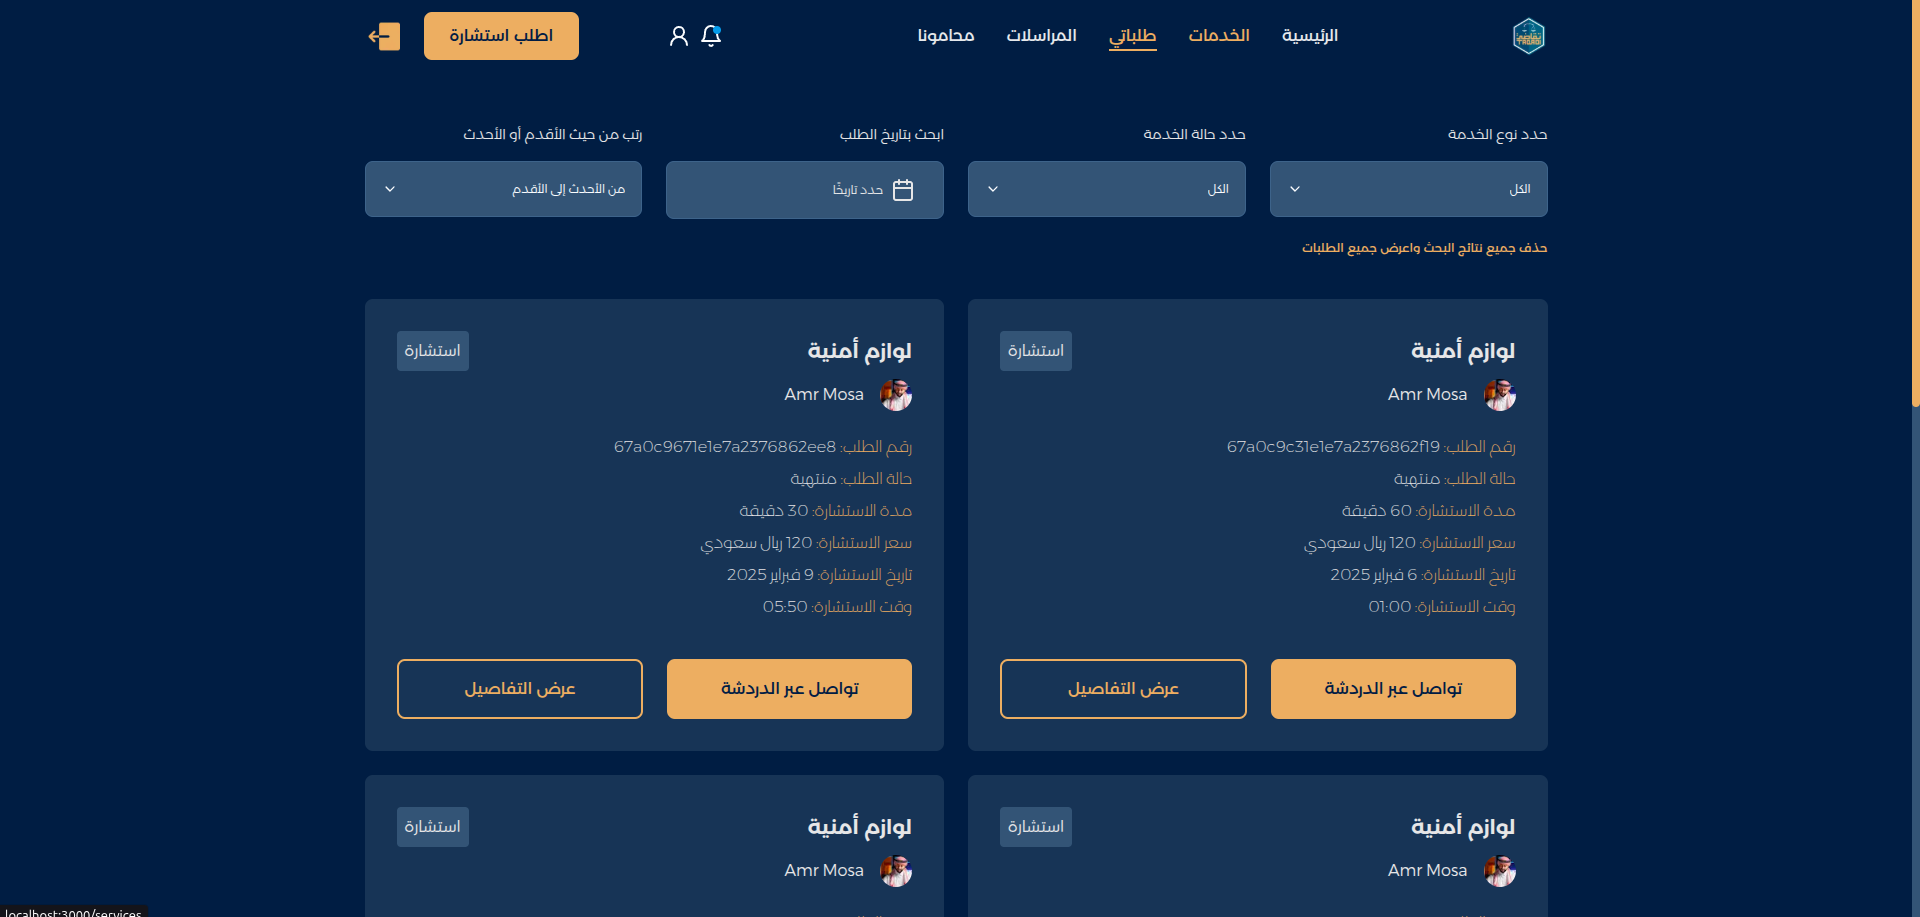 الرئيسية
الخدمات
طلباتي
المراسلات
محامونا
اطلب استشارة
حدد نوع الخدمة
حدد حالة الخدمة
ابحث بتاريخ الطلب
رتب من حيث الأقدم أو الأحدث
الكل
الكل
حدد تاريخًا
من الأحدث إلى الأقدم
حذف جميع نتائج البحث واعرض جميع الطلبات
لوازم أمنية
استشارة
Amr Mosa
رقم الطلب: 67a0c9c31e1e7a2376862f19
حالة الطلب: منتهية
مدة الاستشارة: 60 دقيقة
سعر الاستشارة: 120 ريال سعودي
تاريخ الاستشارة: 6 فبراير 2025
وقت الاستشارة: 01:00
تواصل عبر الدردشة
عرض التفاصيل
لوازم أمنية
استشارة
Amr Mosa
رقم الطلب: 67a0c9671e1e7a2376862ee8
حالة الطلب: منتهية
مدة الاستشارة: 30 دقيقة
سعر الاستشارة: 120 ريال سعودي
تاريخ الاستشارة: 9 فبراير 2025
وقت الاستشارة: 05:50
تواصل عبر الدردشة
عرض التفاصيل
لوازم أمنية
استشارة
Amr Mosa
لوازم أمنية
استشارة
Amr Mosa
localhost:3000/services